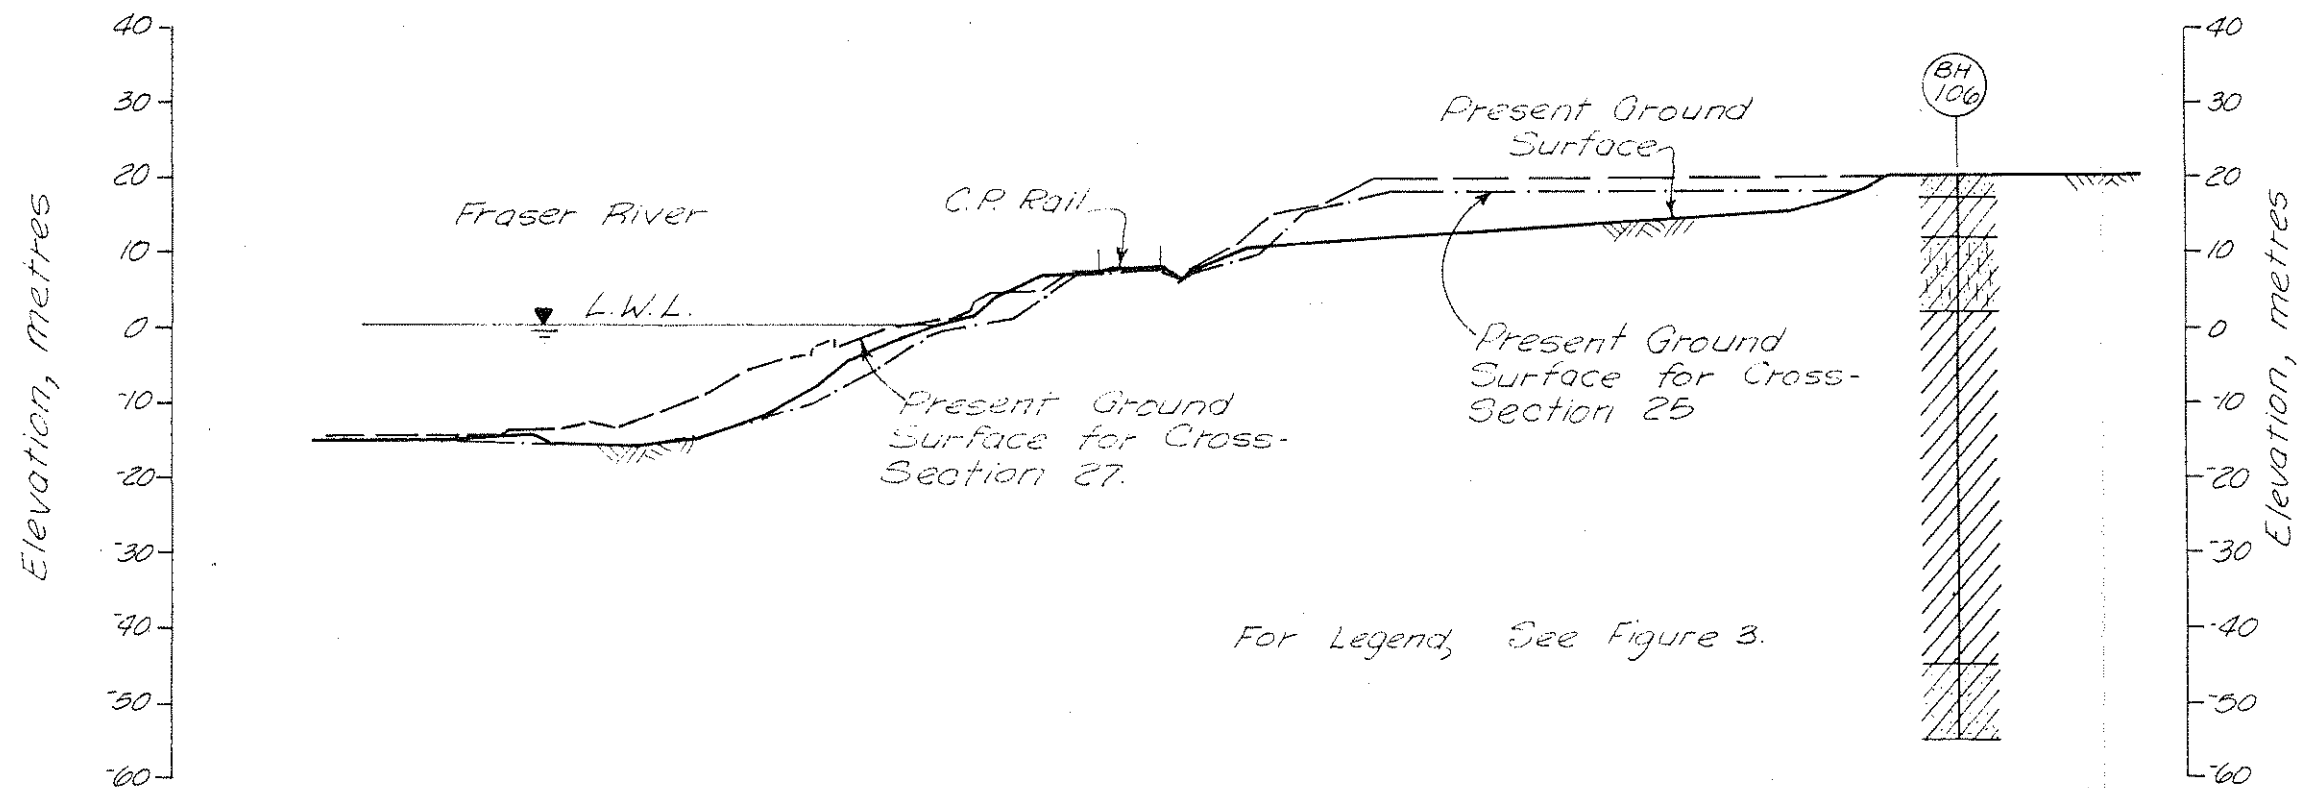 40
30
20
10
0
-10
-20
-30
-40
-50
-60
Elevation, metres
Fraser River
L.W.L.
C.P. Rail
Present Ground
Surface
BH
106
Present Ground
Surface for Cross-
Section 25
Present Ground
Surface for Cross-
Section 27.
For Legend, See Figure 3.
40
30
20
10
0
-10
-20
-30
-40
-50
-60
Elevation, metres